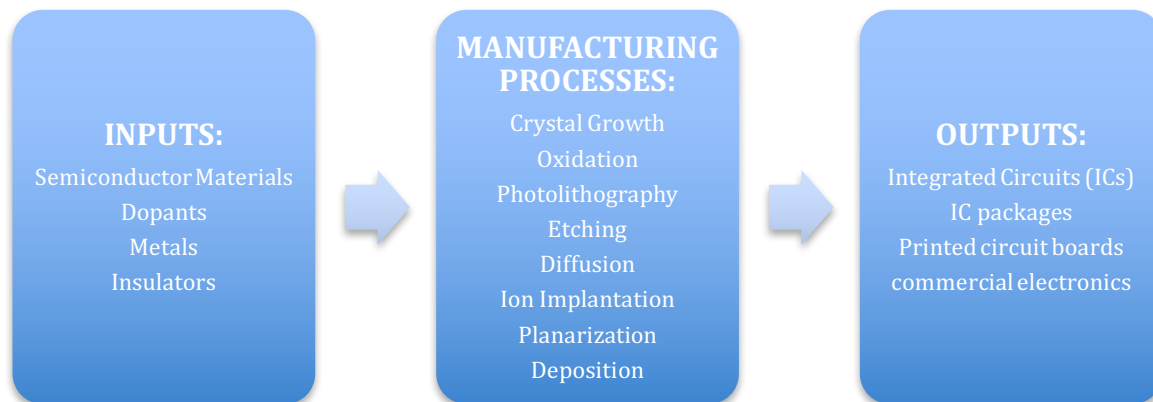 INPUTS:
Semiconductor Materials
Dopants
Metals
Insulators
MANUFACTURING
PROCESSES:
Crystal Growth
Oxidation
Photolithography
Etching
Diffusion
Ion Implantation
Planarization
Deposition
OUTPUTS:
Integrated Circuits (ICs)
IC packages
Printed circuit boards
commercial electronics